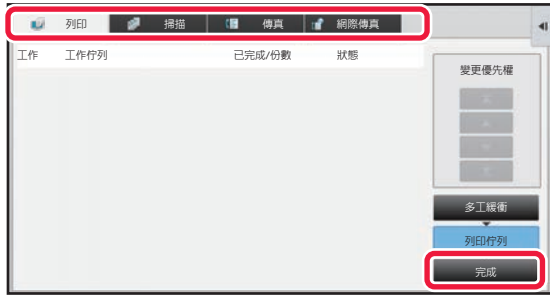 列印 掃描 傳真 網際傳真
工作 工作佇列 已完成/份數 狀態
變更優先權
多工緩衝
列印佇列
完成